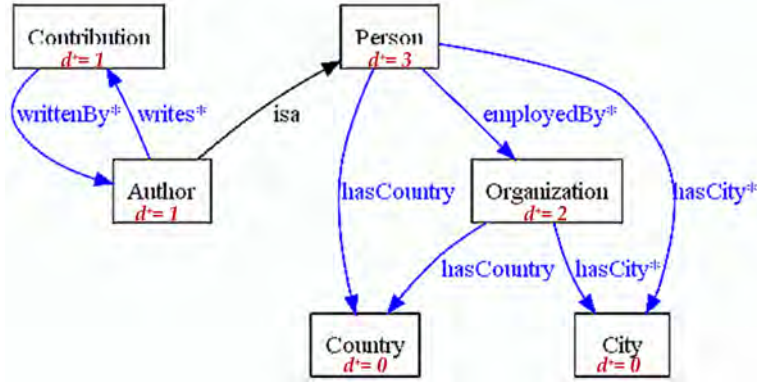 Contribution
d⁺= 1
Person
d⁺= 3
writtenBy*
writes*
isa
employedBy*
Author
d⁺= 1
hasCountry
Organization
d⁺= 2
hasCity*
hasCountry
hasCity*
Country
d⁺= 0
City
d⁺= 0